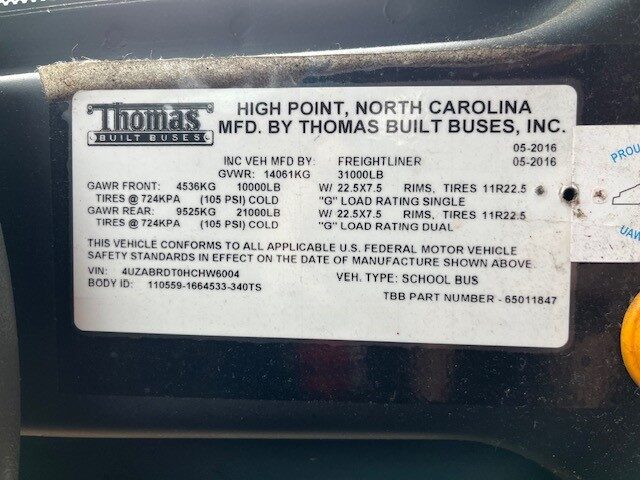 Thomas
BUILT BUSES
HIGH POINT, NORTH CAROLINA
MFD. BY THOMAS BUILT BUSES, INC.
05-2016
INC VEH MFD BY: FREIGHTLINER 05-2016
GVWR: 14061KG 31000LB
GAWR FRONT: 4536KG 10000LB W/ 22.5X7.5 RIMS, TIRES 11R22.5
TIRES @ 724KPA (105 PSI) COLD "G" LOAD RATING SINGLE
GAWR REAR: 9525KG 21000LB W/ 22.5X7.5 RIMS, TIRES 11R22.5
TIRES @ 724KPA (105 PSI) COLD "G" LOAD RATING DUAL
THIS VEHICLE CONFORMS TO ALL APPLICABLE U.S. FEDERAL MOTOR VEHICLE
SAFETY STANDARDS IN EFFECT ON THE DATE OF MANUFACTURE SHOWN ABOVE.
VIN: 4UZABRDT0HCHW6004 VEH. TYPE: SCHOOL BUS
BODY ID: 110559-1664533-340TS TBB PART NUMBER - 65011847
PROU
UAW